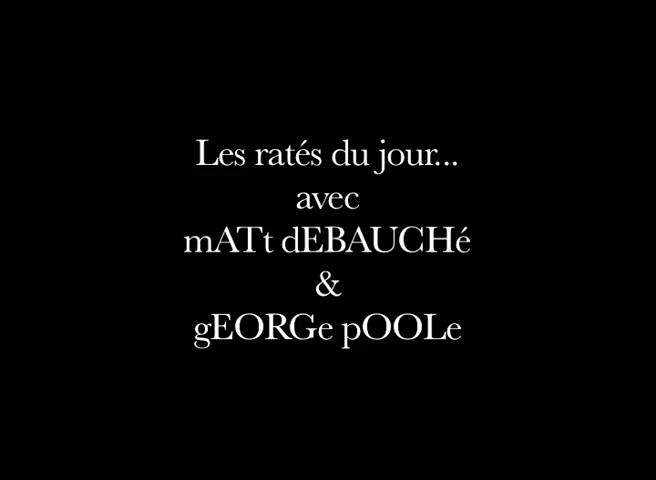 Les ratés du jour...
avec
mATt dEBAUCHé
&
gEORGe pOOLe